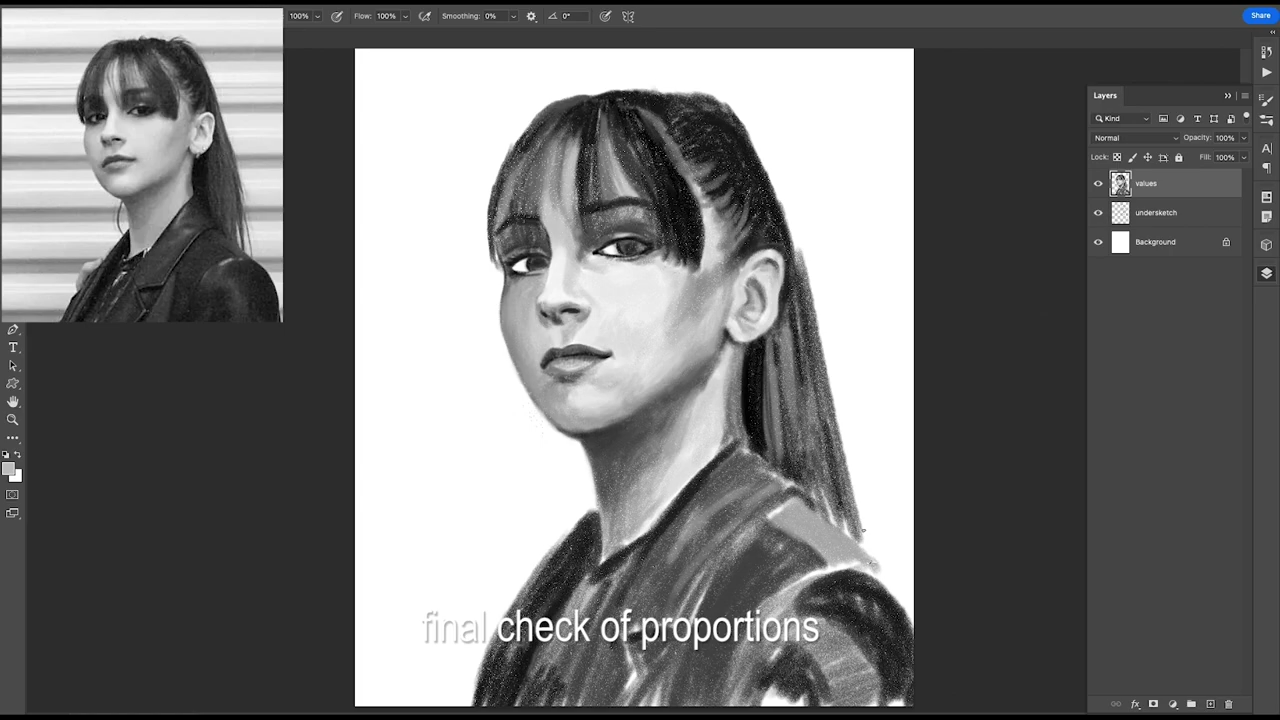 100%
Flow: 100%
Smoothing: 0%
0°
Share
Layers
Kind
Normal
Opacity: 100%
Lock:
Fill: 100%
values
undersketch
Background
final check of proportions